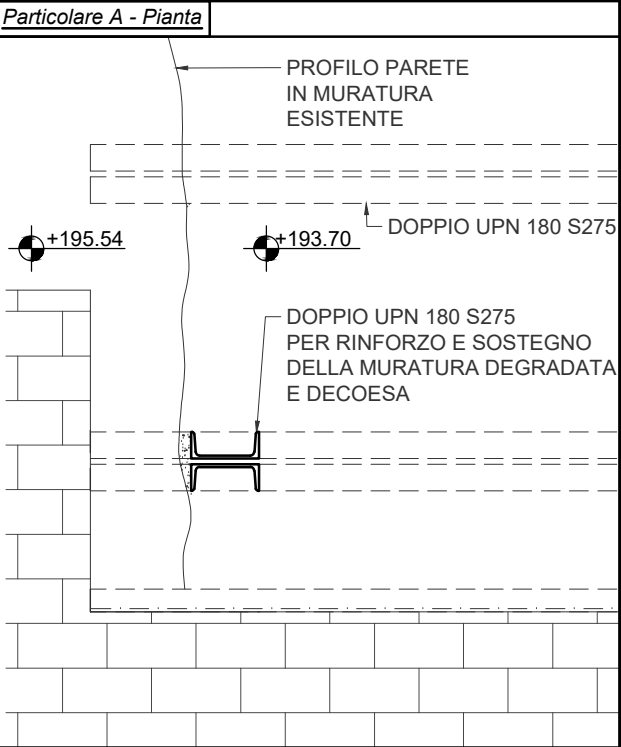 Particolare A - Pianta
PROFILO PARETE
IN MURATURA
ESISTENTE
DOPPIO UPN 180 S275
+195.54
+193.70
DOPPIO UPN 180 S275
PER RINFORZO E SOSTEGNO
DELLA MURATURA DEGRADATA
E DECOESA